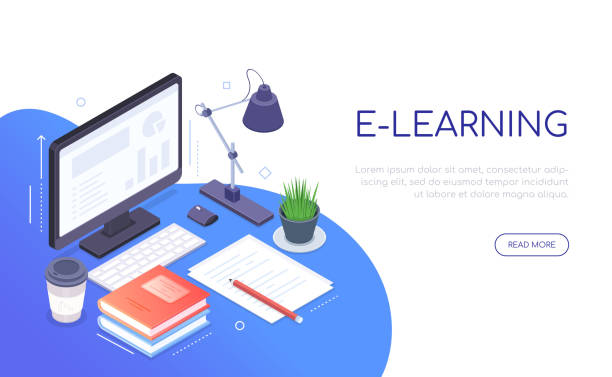 E-LEARNING
Lorem ipsum dolor sit amet, consectetur adip-
iscing elit, sed do eiusmod tempor incididunt
ut labore et dolore magna aliqua.
READ MORE